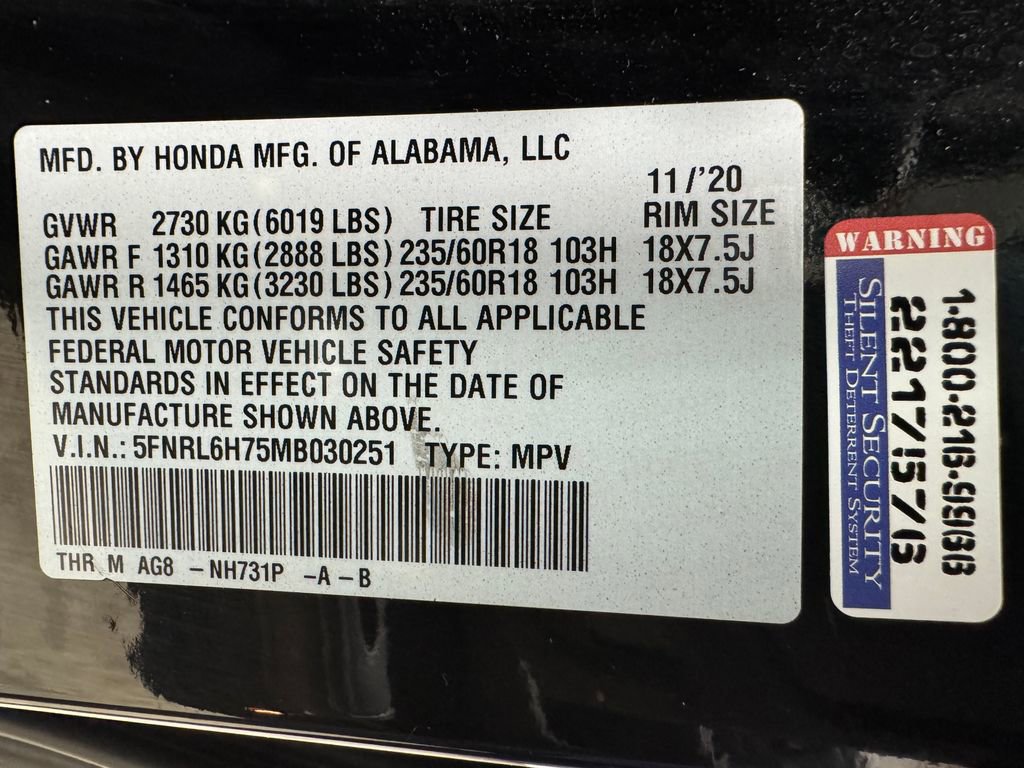 MFD. BY HONDA MFG. OF ALABAMA, LLC
11/'20
GVWR 2730 KG (6019 LBS) TIRE SIZE RIM SIZE
GAWR F 1310 KG (2888 LBS) 235/60R18 103H 18X7.5J
GAWR R 1465 KG (3230 LBS) 235/60R18 103H 18X7.5J
THIS VEHICLE CONFORMS TO ALL APPLICABLE
FEDERAL MOTOR VEHICLE SAFETY
STANDARDS IN EFFECT ON THE DATE OF
MANUFACTURE SHOWN ABOVE.
V.I.N.: 5FNRL6H75MB030251 TYPE: MPV
THR M AG8 -NH731P -A -B
WARNING
1.800.213.9993
SILENT SECURITY
THEFT DETERRENT SYSTEM